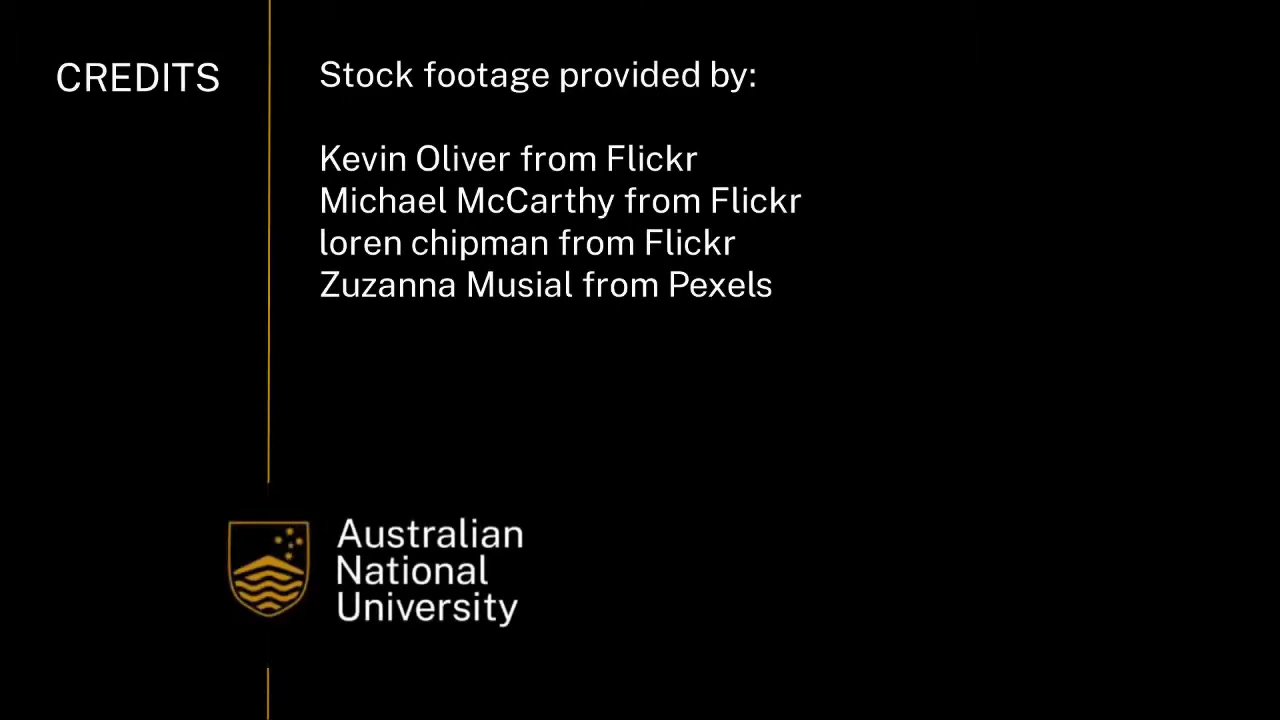 CREDITS
Stock footage provided by:
Kevin Oliver from Flickr
Michael McCarthy from Flickr
loren chipman from Flickr
Zuzanna Musial from Pexels
Australian
National
University